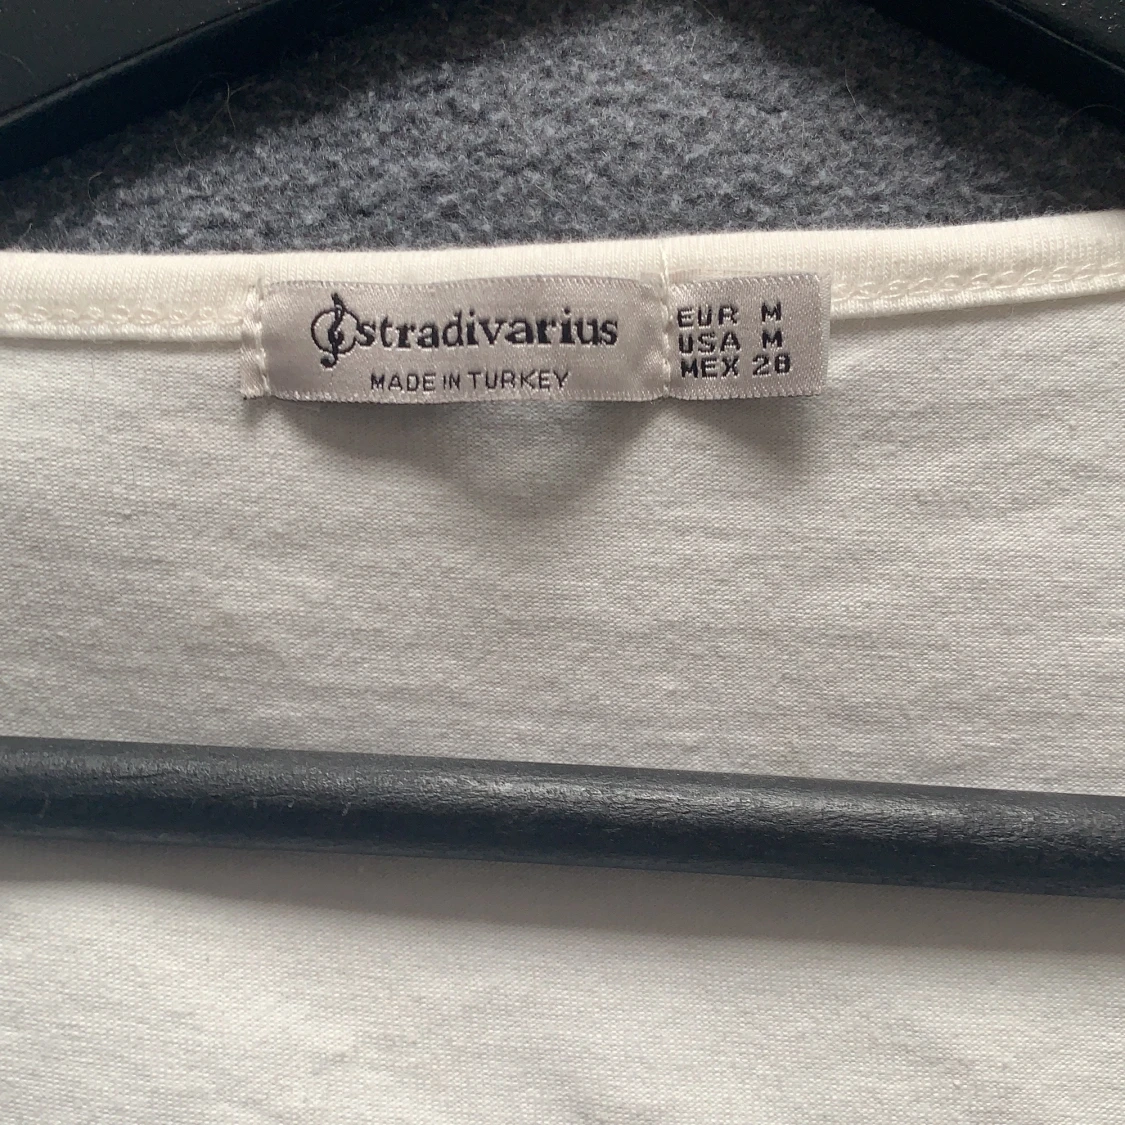 stradivarius
MADE IN TURKEY
EUR M
USA M
MEX 28